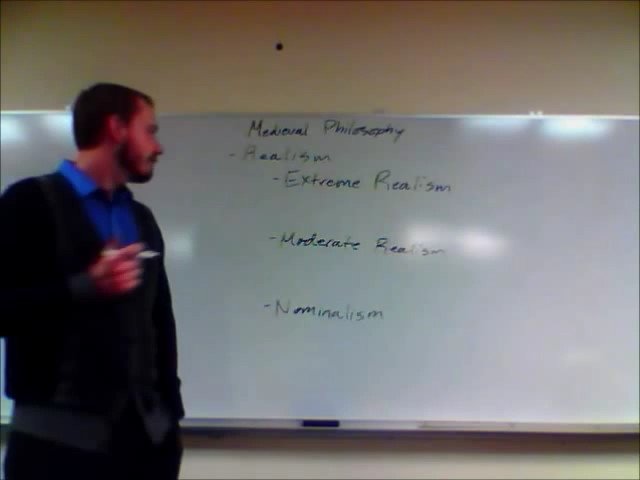 Medieval Philosophy
- Realism
- Extreme Realism
- Moderate Realism
- Nominalism